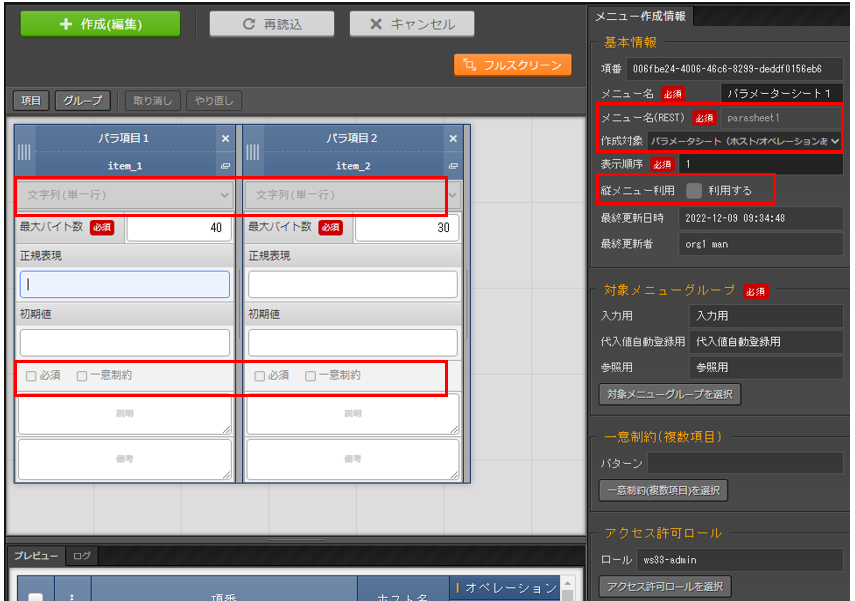 作成(編集)
再読込
キャンセル
フルスクリーン
項目
グループ
取り消し
やり直し
パラ項目1
パラ項目2
item_1
item_2
文字列(単一行)
文字列(単一行)
最大バイト数 必須 40
最大バイト数 必須 30
正規表現
正規表現
初期値
初期値
必須 一意制約
必須 一意制約
説明
説明
備考
備考
プレビュー
ログ
項番
ホスト名
オペレーション
メニュー作成情報
基本情報
項番 006fbe24-4006-46c6-8299-deddf0156eb6
メニュー名 必須 パラメーターシート1
メニュー名(REST) 必須 parasheet1
作成対象 パラメータシート（ホスト/オペレーションあ
表示順序 必須 1
縦メニュー利用 利用する
最終更新日時 2022-12-09 09:34:48
最終更新者 org1 man
対象メニューグループ 必須
入力用 入力用
代入値自動登録用 代入値自動登録用
参照用 参照用
対象メニューグループを選択
一意制約(複数項目)
パターン
一意制約(複数項目)を選択
アクセス許可ロール
ロール ws33-admin
アクセス許可ロールを選択